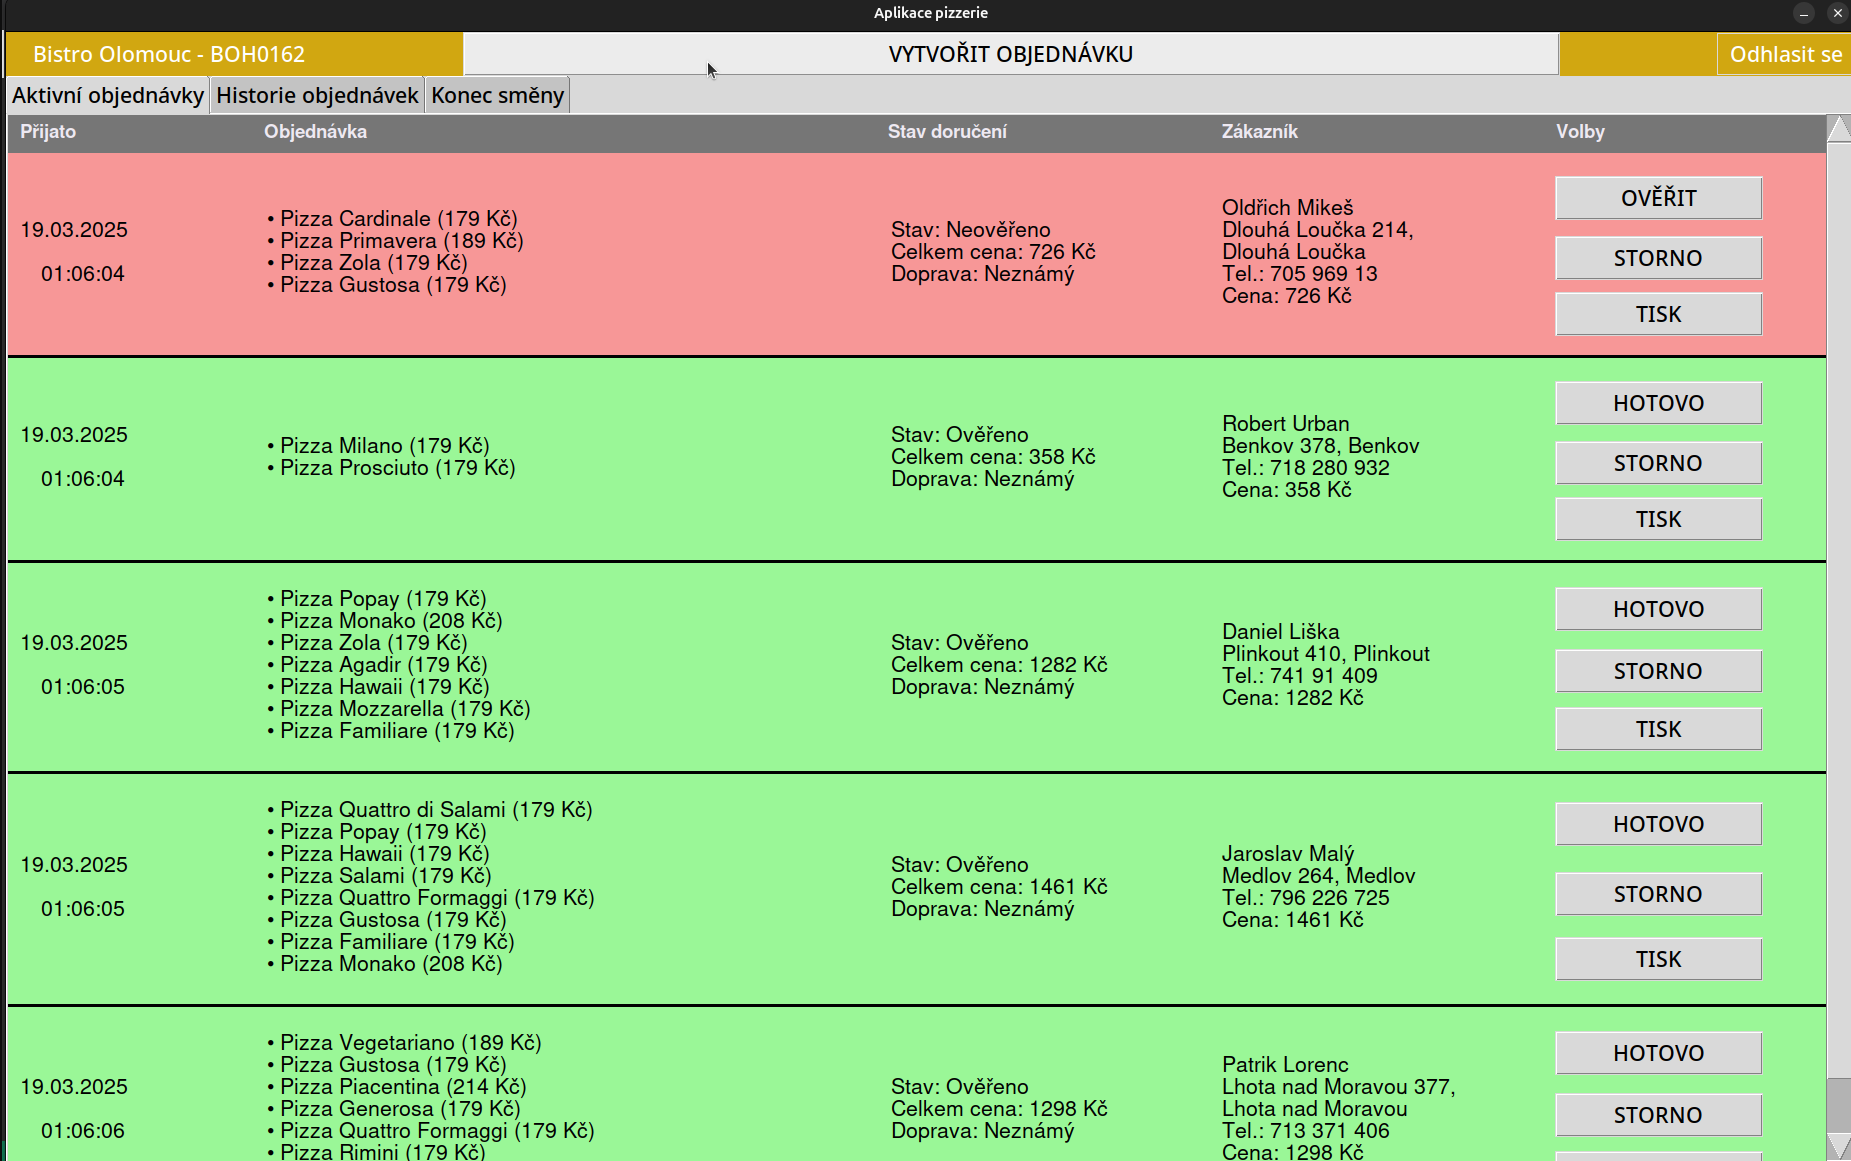 Aplikace pizzerie
Bistro Olomouc - BOH0162
VYTVOŘIT OBJEDNÁVKU
Odhlasit se
Aktivní objednávky
Historie objednávek
Konec směny
Přijato
Objednávka
Stav doručení
Zákazník
Volby
19.03.2025
01:06:04
• Pizza Cardinale (179 Kč)
• Pizza Primavera (189 Kč)
• Pizza Zola (179 Kč)
• Pizza Gustosa (179 Kč)
Stav: Neověřeno
Celkem cena: 726 Kč
Doprava: Neznámý
Oldřich Mikeš
Dlouhá Loučka 214,
Dlouhá Loučka
Tel.: 705 969 13
Cena: 726 Kč
OVĚŘIT
STORNO
TISK
19.03.2025
01:06:04
• Pizza Milano (179 Kč)
• Pizza Prosciuto (179 Kč)
Stav: Ověřeno
Celkem cena: 358 Kč
Doprava: Neznámý
Robert Urban
Benkov 378, Benkov
Tel.: 718 280 932
Cena: 358 Kč
HOTOVO
STORNO
TISK
19.03.2025
01:06:05
• Pizza Popay (179 Kč)
• Pizza Monako (208 Kč)
• Pizza Zola (179 Kč)
• Pizza Agadir (179 Kč)
• Pizza Hawaii (179 Kč)
• Pizza Mozzarella (179 Kč)
• Pizza Familiare (179 Kč)
Stav: Ověřeno
Celkem cena: 1282 Kč
Doprava: Neznámý
Daniel Liška
Plinkout 410, Plinkout
Tel.: 741 91 409
Cena: 1282 Kč
HOTOVO
STORNO
TISK
19.03.2025
01:06:05
• Pizza Quattro di Salami (179 Kč)
• Pizza Popay (179 Kč)
• Pizza Hawaii (179 Kč)
• Pizza Salami (179 Kč)
• Pizza Quattro Formaggi (179 Kč)
• Pizza Gustosa (179 Kč)
• Pizza Familiare (179 Kč)
• Pizza Monako (208 Kč)
Stav: Ověřeno
Celkem cena: 1461 Kč
Doprava: Neznámý
Jaroslav Malý
Medlov 264, Medlov
Tel.: 796 226 725
Cena: 1461 Kč
HOTOVO
STORNO
TISK
19.03.2025
01:06:06
• Pizza Vegetariano (189 Kč)
• Pizza Gustosa (179 Kč)
• Pizza Piacentina (214 Kč)
• Pizza Generosa (179 Kč)
• Pizza Quattro Formaggi (179 Kč)
• Pizza Rimini (179 Kč)
Stav: Ověřeno
Celkem cena: 1298 Kč
Doprava: Neznámý
Patrik Lorenc
Lhota nad Moravou 377,
Lhota nad Moravou
Tel.: 713 371 406
Cena: 1298 Kč
HOTOVO
STORNO